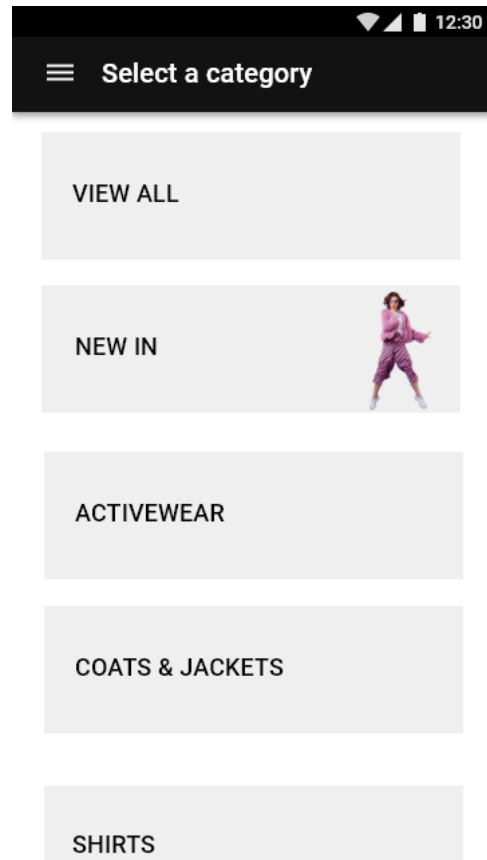 12:30
Select a category
VIEW ALL
NEW IN
ACTIVEWEAR
COATS & JACKETS
SHIRTS